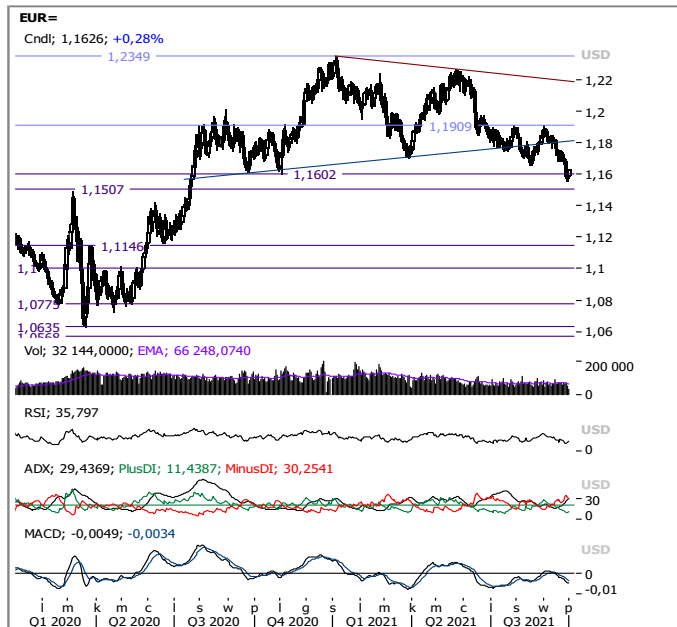 EUR=
Cndl; 1,1626; +0,28%
1,2349
USD
1,22
1,2
1,1909
1,18
1,1602
1,16
1,1507
1,14
1,1146
1,12
1,1
1,1
1,0775
1,08
1,0635
1,06
Vol; 32 144,0000; EMA; 66 248,0740
200 000
0
RSI; 35,797
USD
0
ADX; 29,4369; PlusDI; 11,4387; MinusDI; 30,2541
USD
30
0
MACD; -0,0049; -0,0034
USD
0
-0,01
l m k m c l s w p l s l m k m c l s w p
Q1 2020 Q2 2020 Q3 2020 Q4 2020 Q1 2021 Q2 2021 Q3 2021